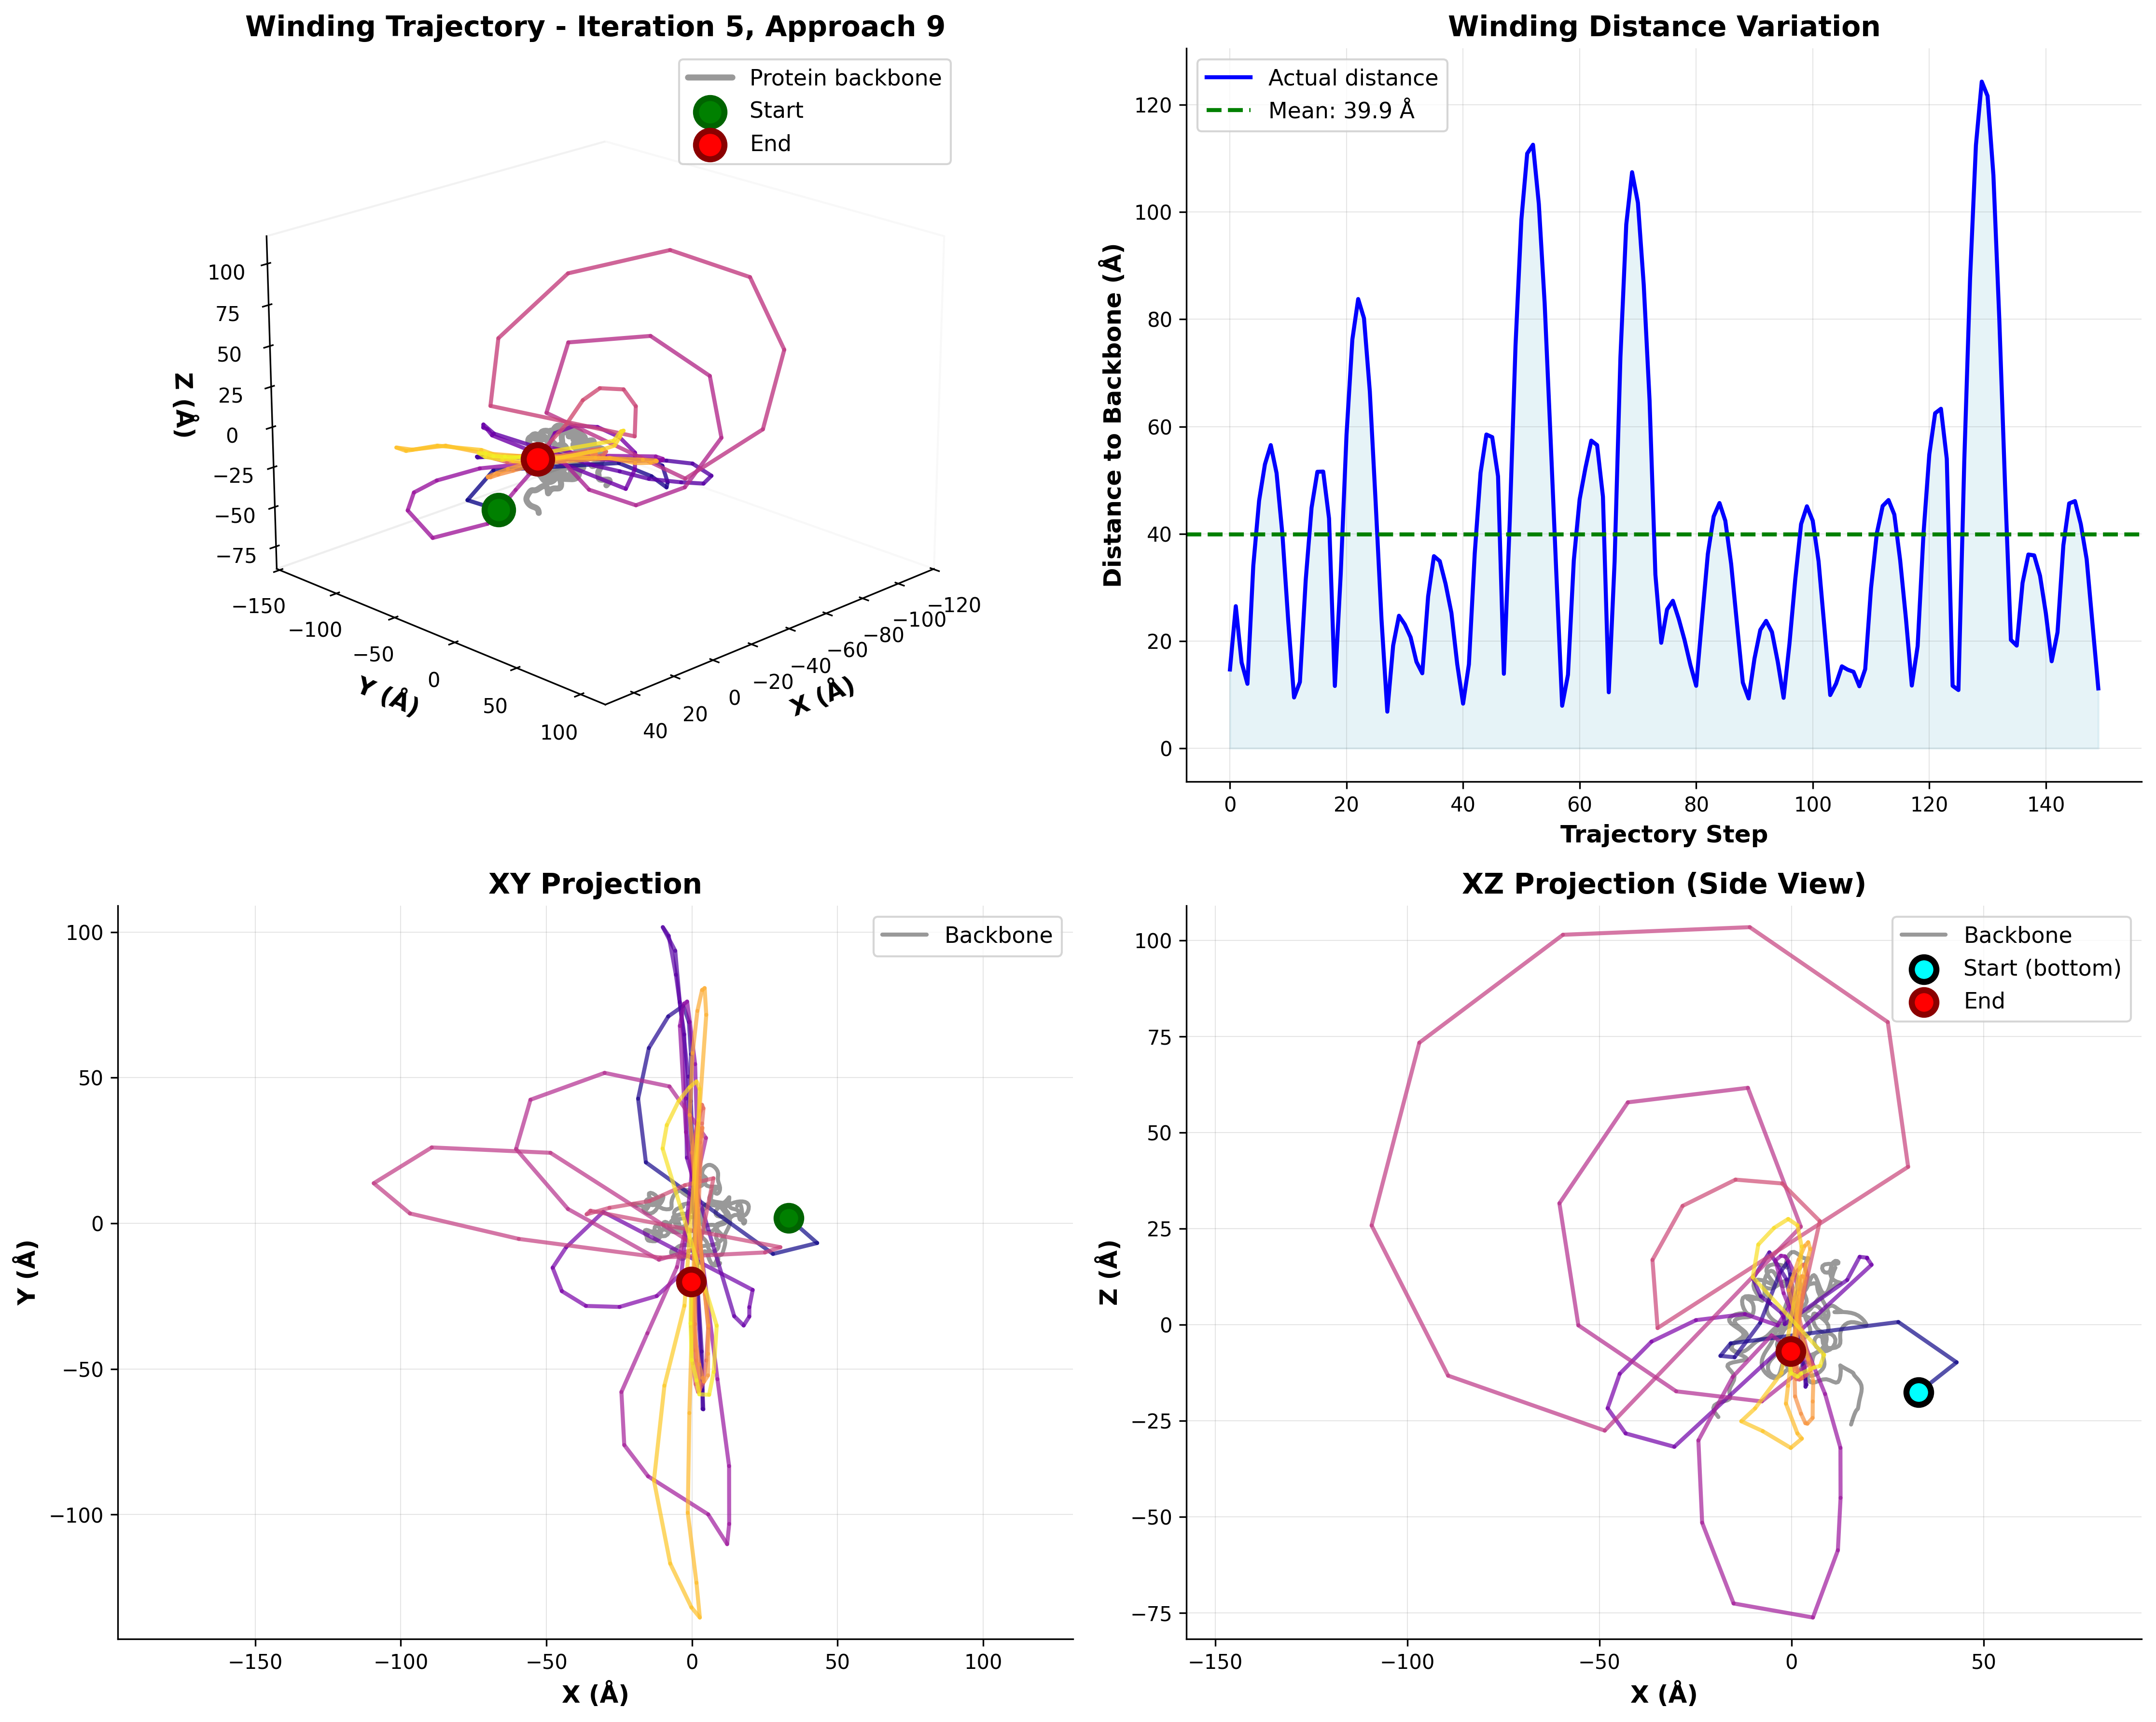 Winding Trajectory - Iteration 5, Approach 9
Protein backbone
Start
End
100
75
50
25
0
−25
−50
−75
Z (Å)
−150
−100
−50
0
50
100
Y (Å)
40
20
0
−20
−40
−60
−80
−100
−120
X (Å)
Winding Distance Variation
Actual distance
Mean: 39.9 Å
Distance to Backbone (Å)
120
100
80
60
40
20
0
0 20 40 60 80 100 120 140
Trajectory Step
XY Projection
Backbone
Y (Å)
100
50
0
−50
−100
−150 −100 −50 0 50 100
X (Å)
XZ Projection (Side View)
Backbone
Start (bottom)
End
Z (Å)
100
75
50
25
0
−25
−50
−75
−150 −100 −50 0 50
X (Å)